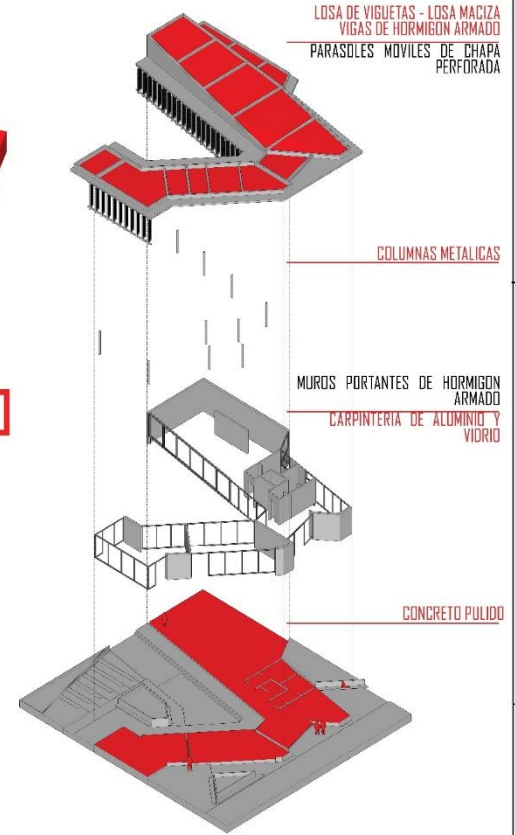 LOSA DE VIGUETAS - LOSA MACIZA
VIGAS DE HORMIGON ARMADO
PARASOLES MOVILES DE CHAPA
PERFORADA
COLUMNAS METALICAS
MUROS PORTANTES DE HORMIGON
ARMADO
CARPINTERIA DE ALUMINIO Y
VIDRIO
CONCRETO PULIDO